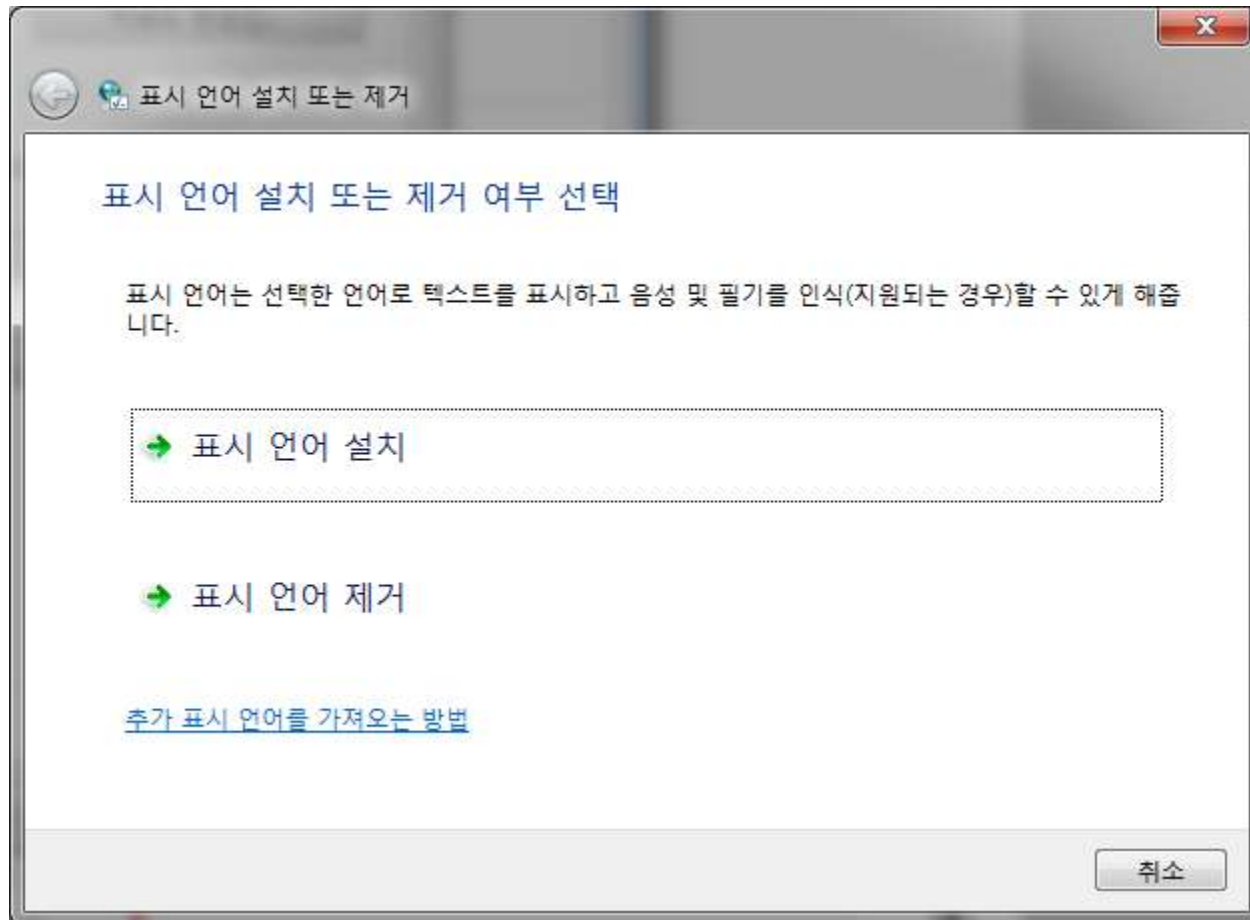 표시 언어 설치 또는 제거
표시 언어 설치 또는 제거 여부 선택
표시 언어는 선택한 언어로 텍스트를 표시하고 음성 및 필기를 인식(지원되는 경우)할 수 있게 해줍
니다.
표시 언어 설치
표시 언어 제거
추가 표시 언어를 가져오는 방법
취소